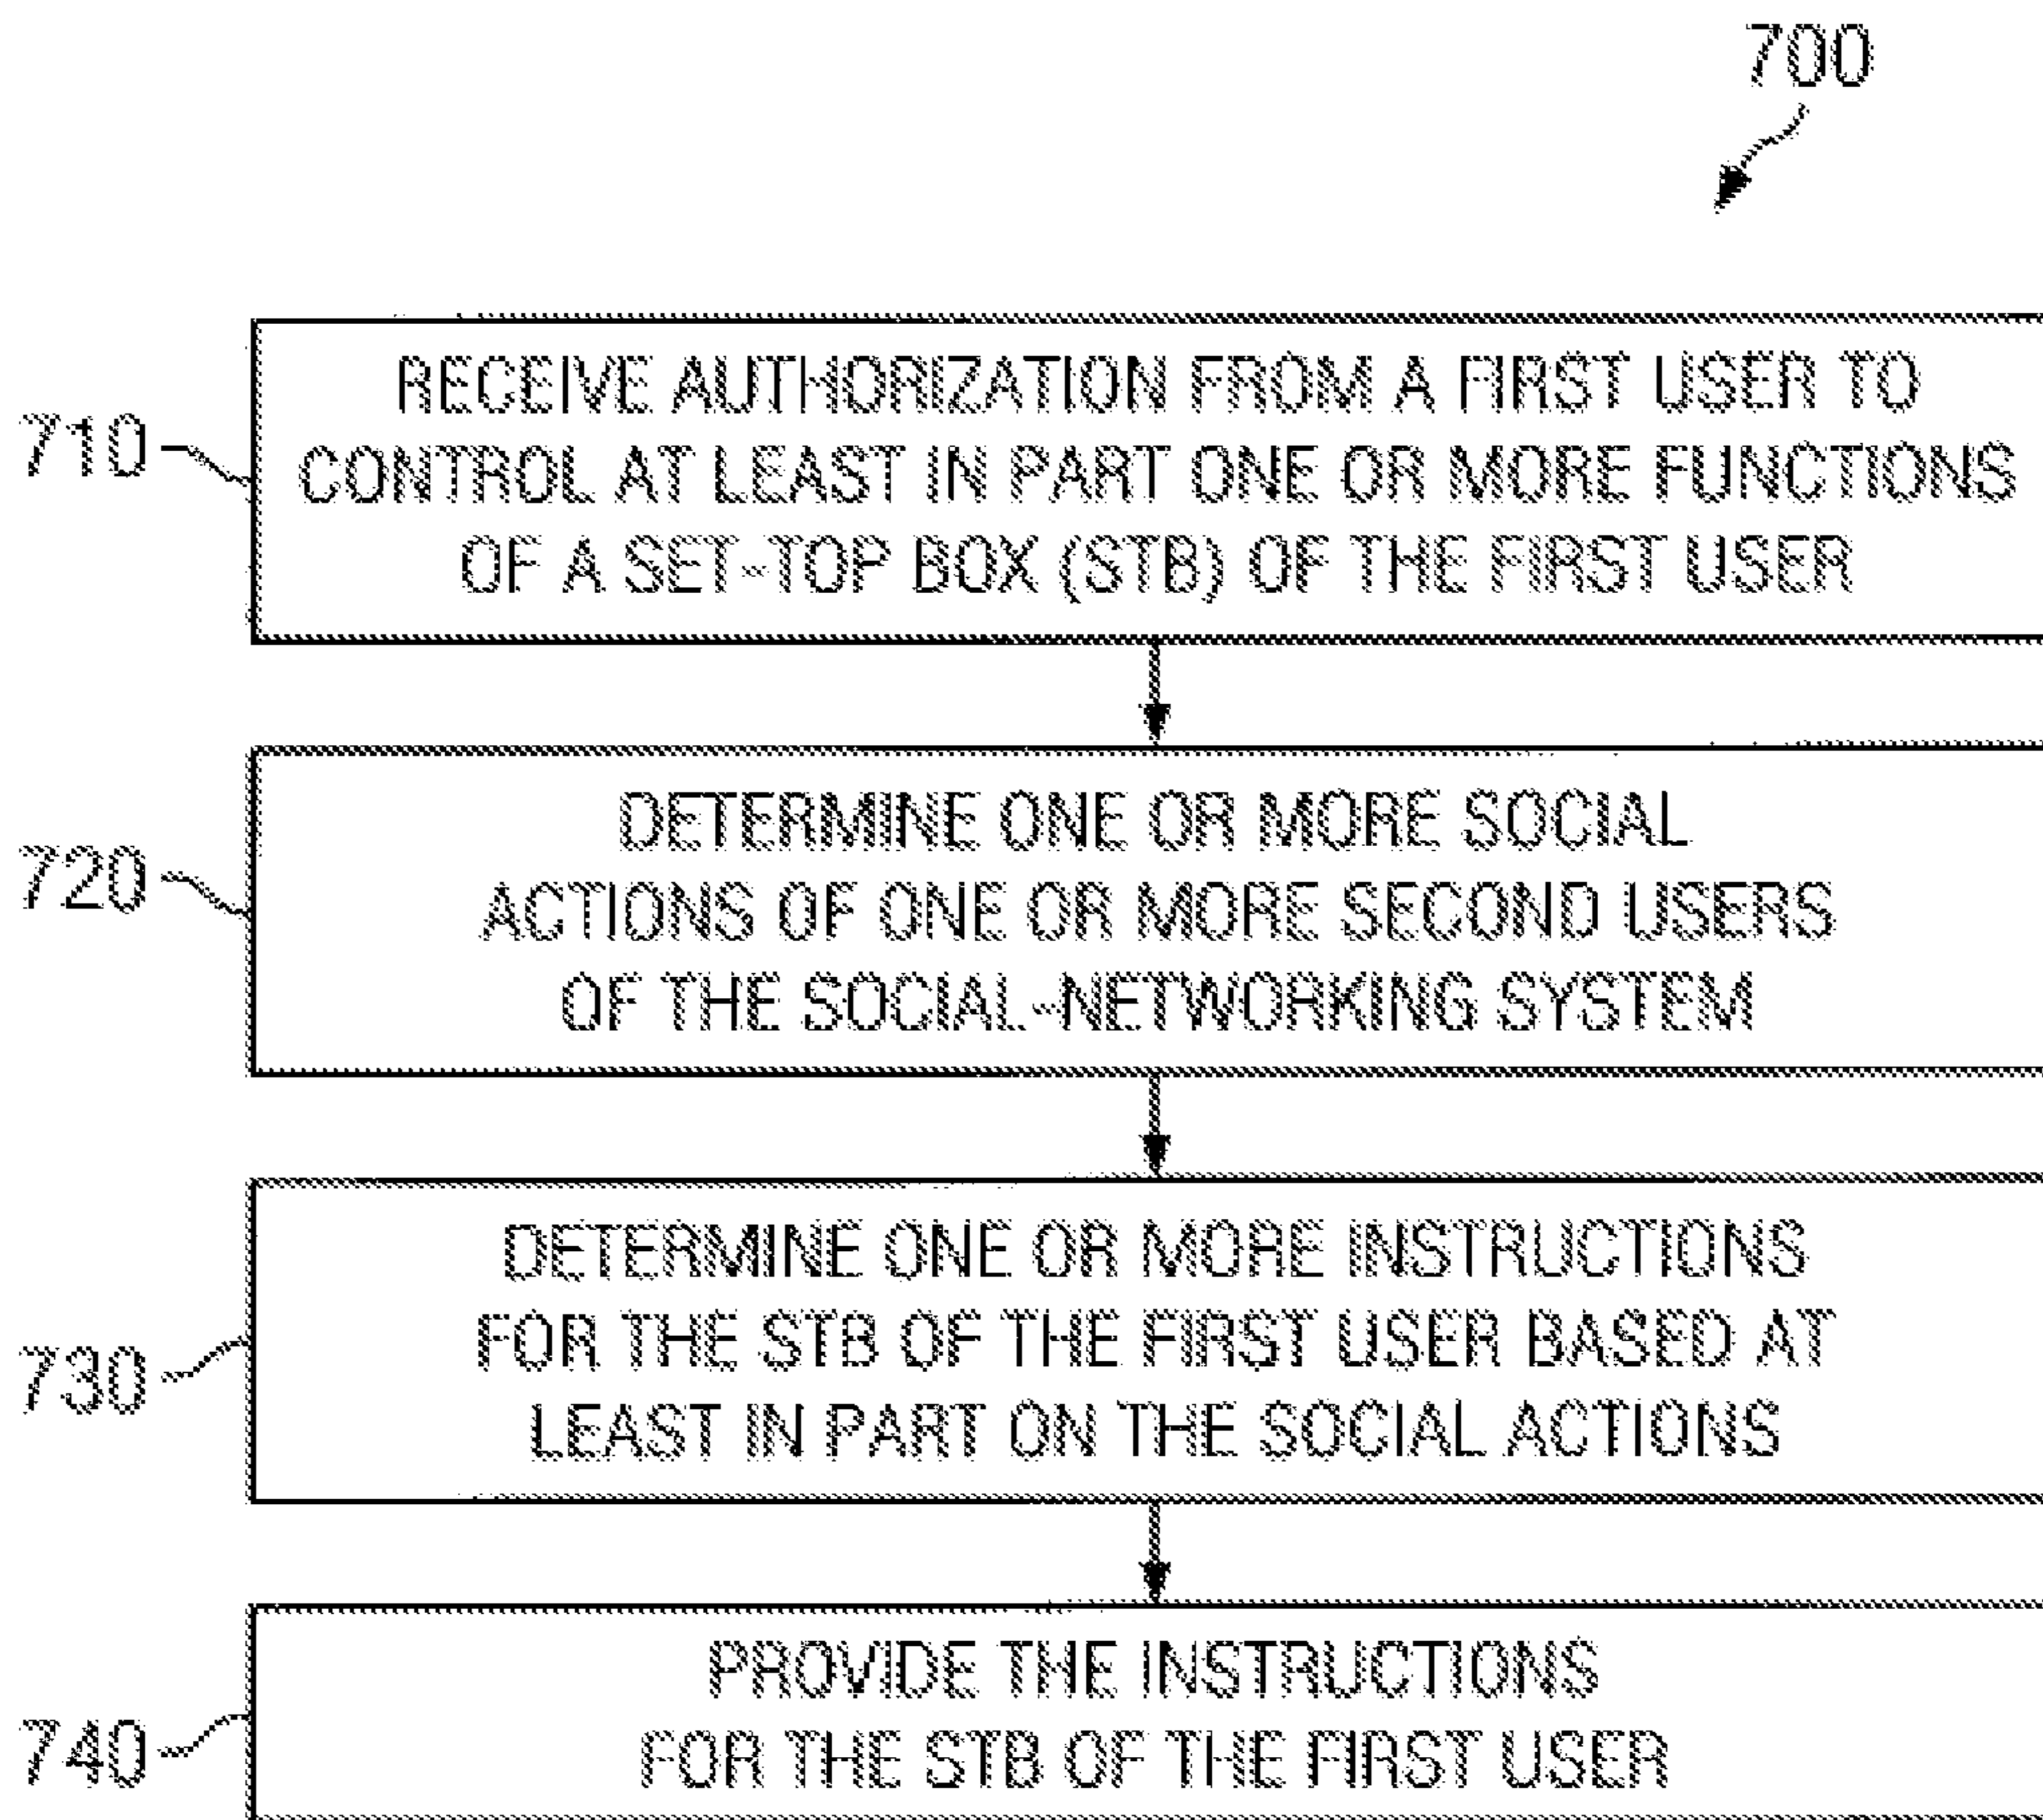 700
710
RECEIVE AUTHORIZATION FROM A FIRST USER TO
CONTROL AT LEAST IN PART ONE OR MORE FUNCTIONS
OF A SET-TOP BOX (STB) OF THE FIRST USER
720
DETERMINE ONE OR MORE SOCIAL
ACTIONS OF ONE OR MORE SECOND USERS
OF THE SOCIAL-NETWORKING SYSTEM
730
DETERMINE ONE OR MORE INSTRUCTIONS
FOR THE STB OF THE FIRST USER BASED AT
LEAST IN PART ON THE SOCIAL ACTIONS
740
PROVIDE THE INSTRUCTIONS
FOR THE STB OF THE FIRST USER